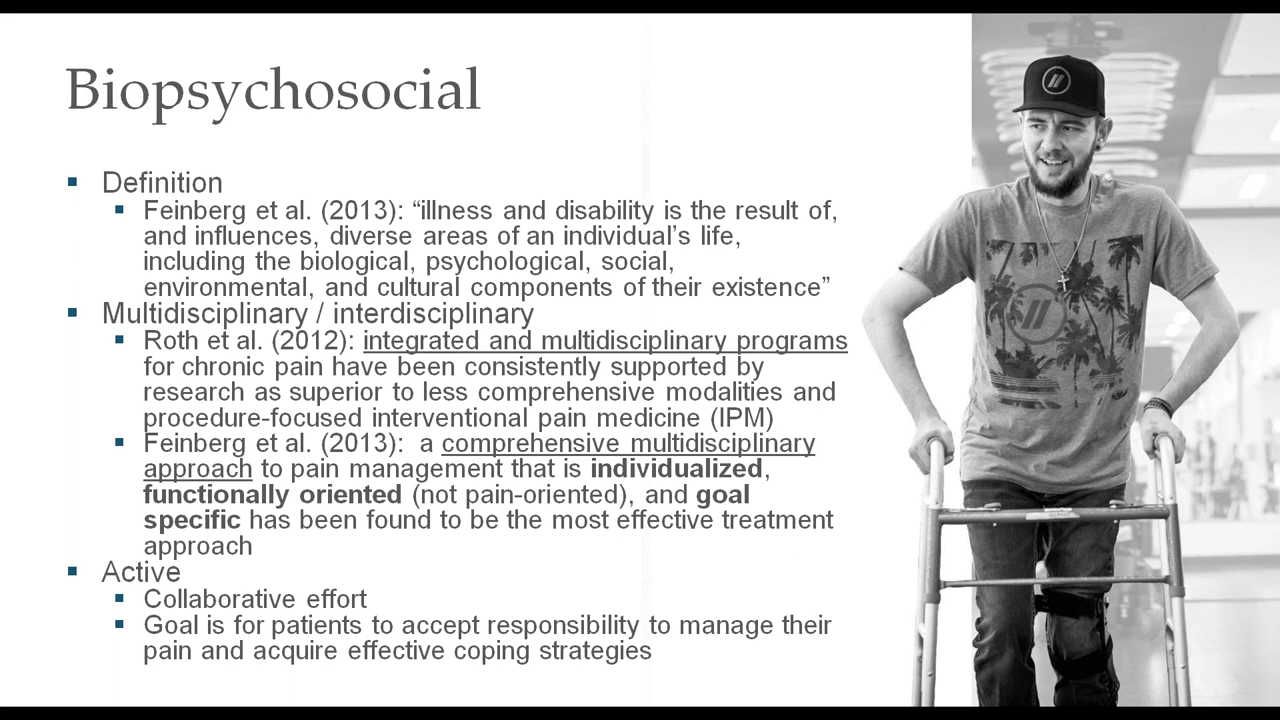 Biopsychosocial
▪ Definition
▪ Feinberg et al. (2013): “illness and disability is the result of,
and influences, diverse areas of an individual’s life,
including the biological, psychological, social,
environmental, and cultural components of their existence”
▪ Multidisciplinary / interdisciplinary
▪ Roth et al. (2012): integrated and multidisciplinary programs
for chronic pain have been consistently supported by
research as superior to less comprehensive modalities and
procedure-focused interventional pain medicine (IPM)
▪ Feinberg et al. (2013): a comprehensive multidisciplinary
approach to pain management that is individualized,
functionally oriented (not pain-oriented), and goal
specific has been found to be the most effective treatment
approach
▪ Active
▪ Collaborative effort
▪ Goal is for patients to accept responsibility to manage their
pain and acquire effective coping strategies